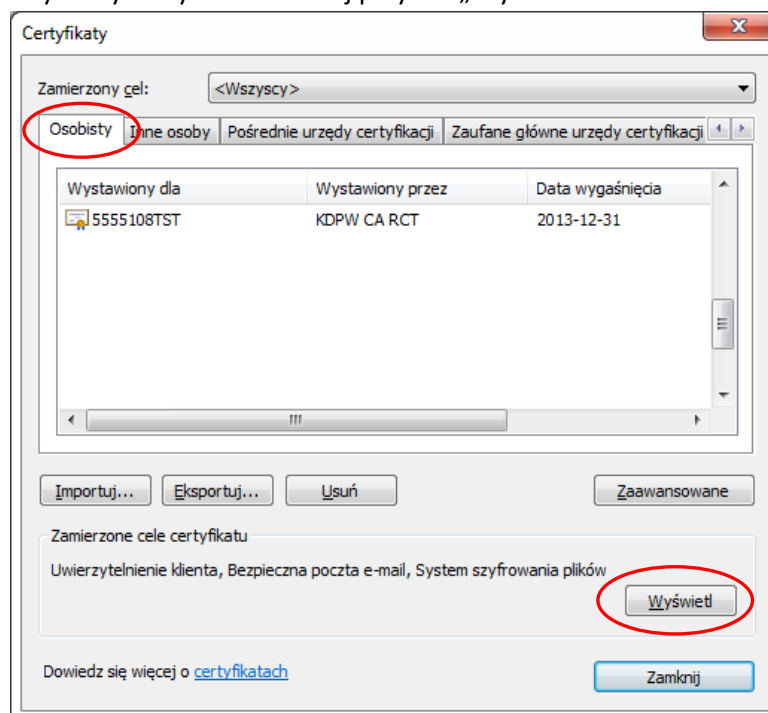 Certyfikaty
Zamierzony cel: <Wszyscy>
Osobisty Inne osoby Pośrednie urzędy certyfikacji Zaufane główne urzędy certyfikacji
Wystawiony dla Wystawiony przez Data wygaśnięcia
5555108TST KDPW CA RCT 2013-12-31
Importuj... Eksportuj... Usuń Zaawansowane
Zamierzone cele certyfikatu
Uwierzytelnienie klienta, Bezpieczna poczta e-mail, System szyfrowania plików
Wyświetl
Dowiedz się więcej o certyfikatach Zamknij